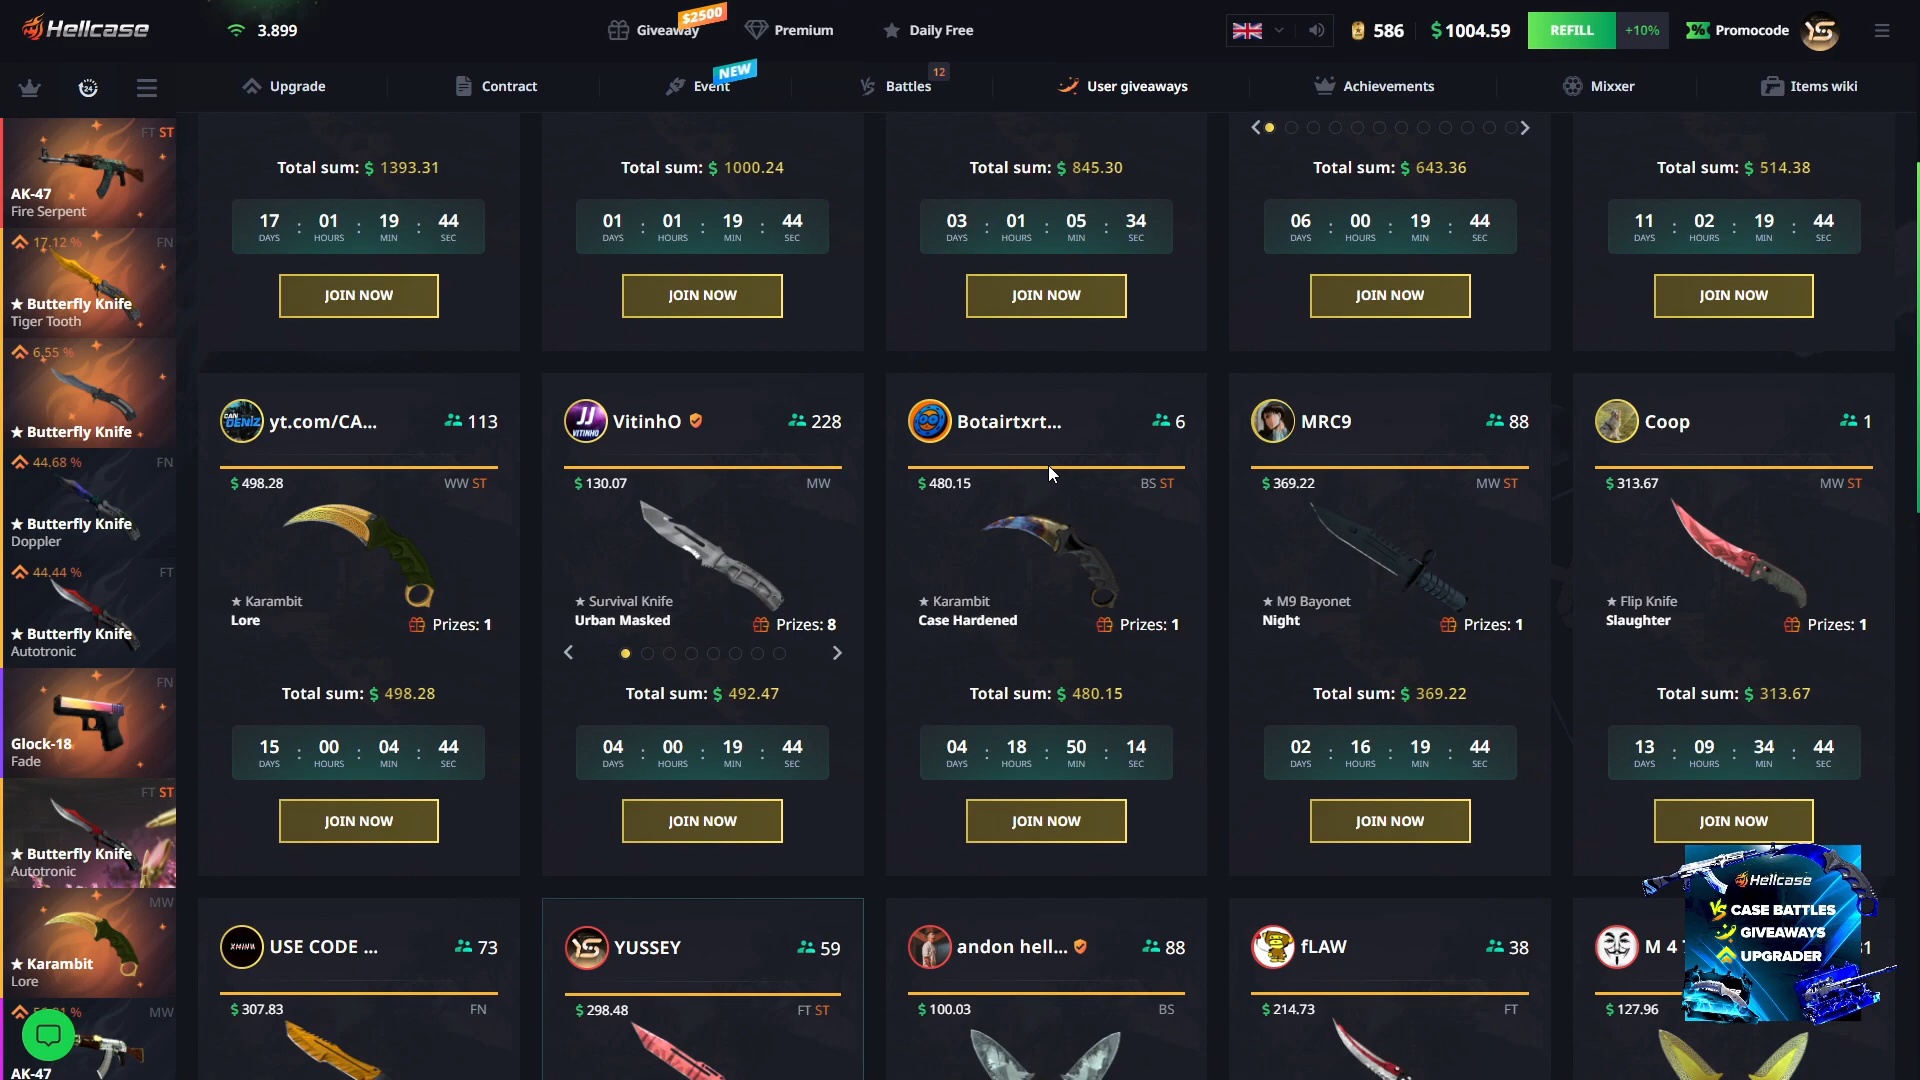 Hellcase
3.899
Giveaway
$2500
Premium
Daily Free
586
$ 1004.59
REFILL +10%
Promocode
Upgrade
Contract
Event
NEW
Battles
12
User giveaways
Achievements
Mixxer
Items wiki
FT ST
AK-47
Fire Serpent
17.12 % FN
★ Butterfly Knife
Tiger Tooth
6.55 %
★ Butterfly Knife
44.68 % FN
★ Butterfly Knife
Doppler
44.44 % FT
★ Butterfly Knife
Autotronic
FN
Glock-18
Fade
FT ST
★ Butterfly Knife
Autotronic
MW
★ Karambit
Lore
MW
AK-47
Total sum: $ 1393.31
17 : 01 : 19 : 44
DAYS HOURS MIN SEC
JOIN NOW
Total sum: $ 1000.24
01 : 01 : 19 : 44
DAYS HOURS MIN SEC
JOIN NOW
Total sum: $ 845.30
03 : 01 : 05 : 34
DAYS HOURS MIN SEC
JOIN NOW
Total sum: $ 643.36
06 : 00 : 19 : 44
DAYS HOURS MIN SEC
JOIN NOW
Total sum: $ 514.38
11 : 02 : 19 : 44
DAYS HOURS MIN SEC
JOIN NOW
CAN DENIZ
yt.com/CA... 113
$ 498.28 WW ST
★ Karambit
Lore
Prizes: 1
Total sum: $ 498.28
15 : 00 : 04 : 44
DAYS HOURS MIN SEC
JOIN NOW
JJ
VITINHO
VitinhO 228
$ 130.07 MW
★ Survival Knife
Urban Masked
Prizes: 8
Total sum: $ 492.47
04 : 00 : 19 : 44
DAYS HOURS MIN SEC
JOIN NOW
Botairtxrt... 6
$ 480.15 BS ST
★ Karambit
Case Hardened
Prizes: 1
Total sum: $ 480.15
04 : 18 : 50 : 14
DAYS HOURS MIN SEC
JOIN NOW
MRC9 88
$ 369.22 MW ST
★ M9 Bayonet
Night
Prizes: 1
Total sum: $ 369.22
02 : 16 : 19 : 44
DAYS HOURS MIN SEC
JOIN NOW
Coop 1
$ 313.67 MW ST
★ Flip Knife
Slaughter
Prizes: 1
Total sum: $ 313.67
13 : 09 : 34 : 44
DAYS HOURS MIN SEC
JOIN NOW
USE CODE ... 73
$ 307.83 FN
YS
YUSSEY 59
$ 298.48 FT ST
andon hell... 88
$ 100.03 BS
fLAW 38
$ 214.73 FT
M 4
$ 127.96
Hellcase
VS CASE BATTLES
GIVEAWAYS
UPGRADER